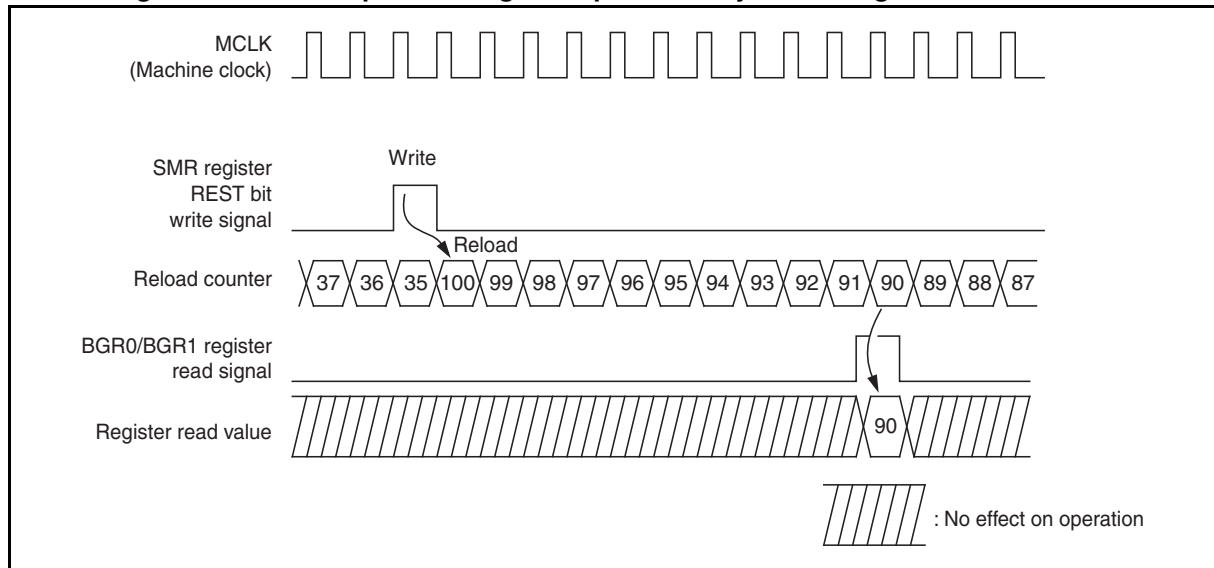 MCLK
(Machine clock)
SMR register
REST bit
write signal
Write
Reload
Reload counter
37 36 35 100 99 98 97 96 95 94 93 92 91 90 89 88 87
BGR0/BGR1 register
read signal
Register read value
90
: No effect on operation